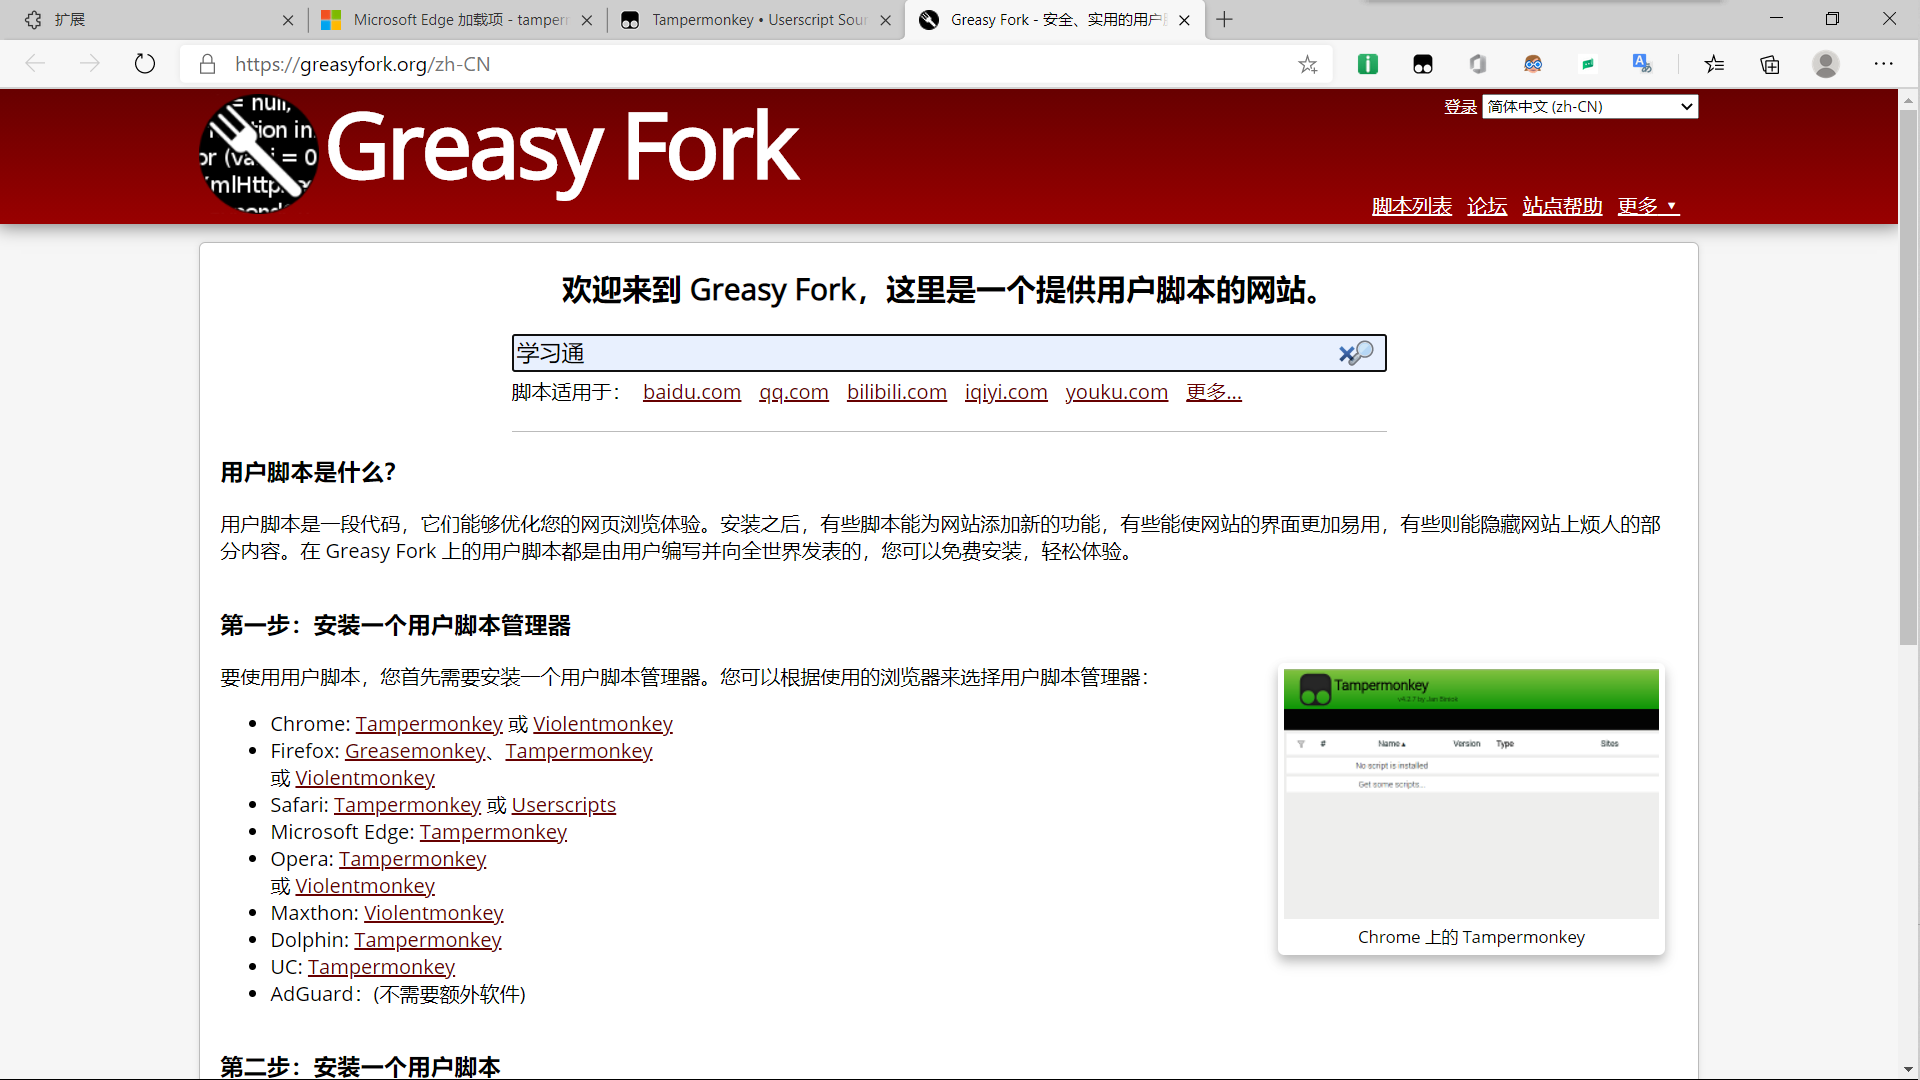 扩展
Microsoft Edge 加载项 - tamper
Tampermonkey • Userscript Sour
Greasy Fork - 安全、实用的用户
https://greasyfork.org/zh-CN
= null,
tion in
or (va i = 0
XmlHttp
Greasy Fork
登录 简体中文 (zh-CN)
脚本列表 论坛 站点帮助 更多 ▼
欢迎来到 Greasy Fork，这里是一个提供用户脚本的网站。
学习通
脚本适用于： baidu.com qq.com bilibili.com iqiyi.com youku.com 更多...
用户脚本是什么？
用户脚本是一段代码，它们能够优化您的网页浏览体验。安装之后，有些脚本能为网站添加新的功能，有些能使网站的界面更加易用，有些则能隐藏网站上烦人的部
分内容。在 Greasy Fork 上的用户脚本都是由用户编写并向全世界发表的，您可以免费安装，轻松体验。
第一步：安装一个用户脚本管理器
要使用用户脚本，您首先需要安装一个用户脚本管理器。您可以根据使用的浏览器来选择用户脚本管理器：
• Chrome: Tampermonkey 或 Violentmonkey
• Firefox: Greasemonkey、Tampermonkey
或 Violentmonkey
• Safari: Tampermonkey 或 Userscripts
• Microsoft Edge: Tampermonkey
• Opera: Tampermonkey
或 Violentmonkey
• Maxthon: Violentmonkey
• Dolphin: Tampermonkey
• UC: Tampermonkey
• AdGuard：(不需要额外软件)
Tampermonkey
v4.2.7 by Jan Biniok
# Name ▴ Version Type Sites
No script is installed
Get some scripts...
Chrome 上的 Tampermonkey
第二步：安装一个用户脚本